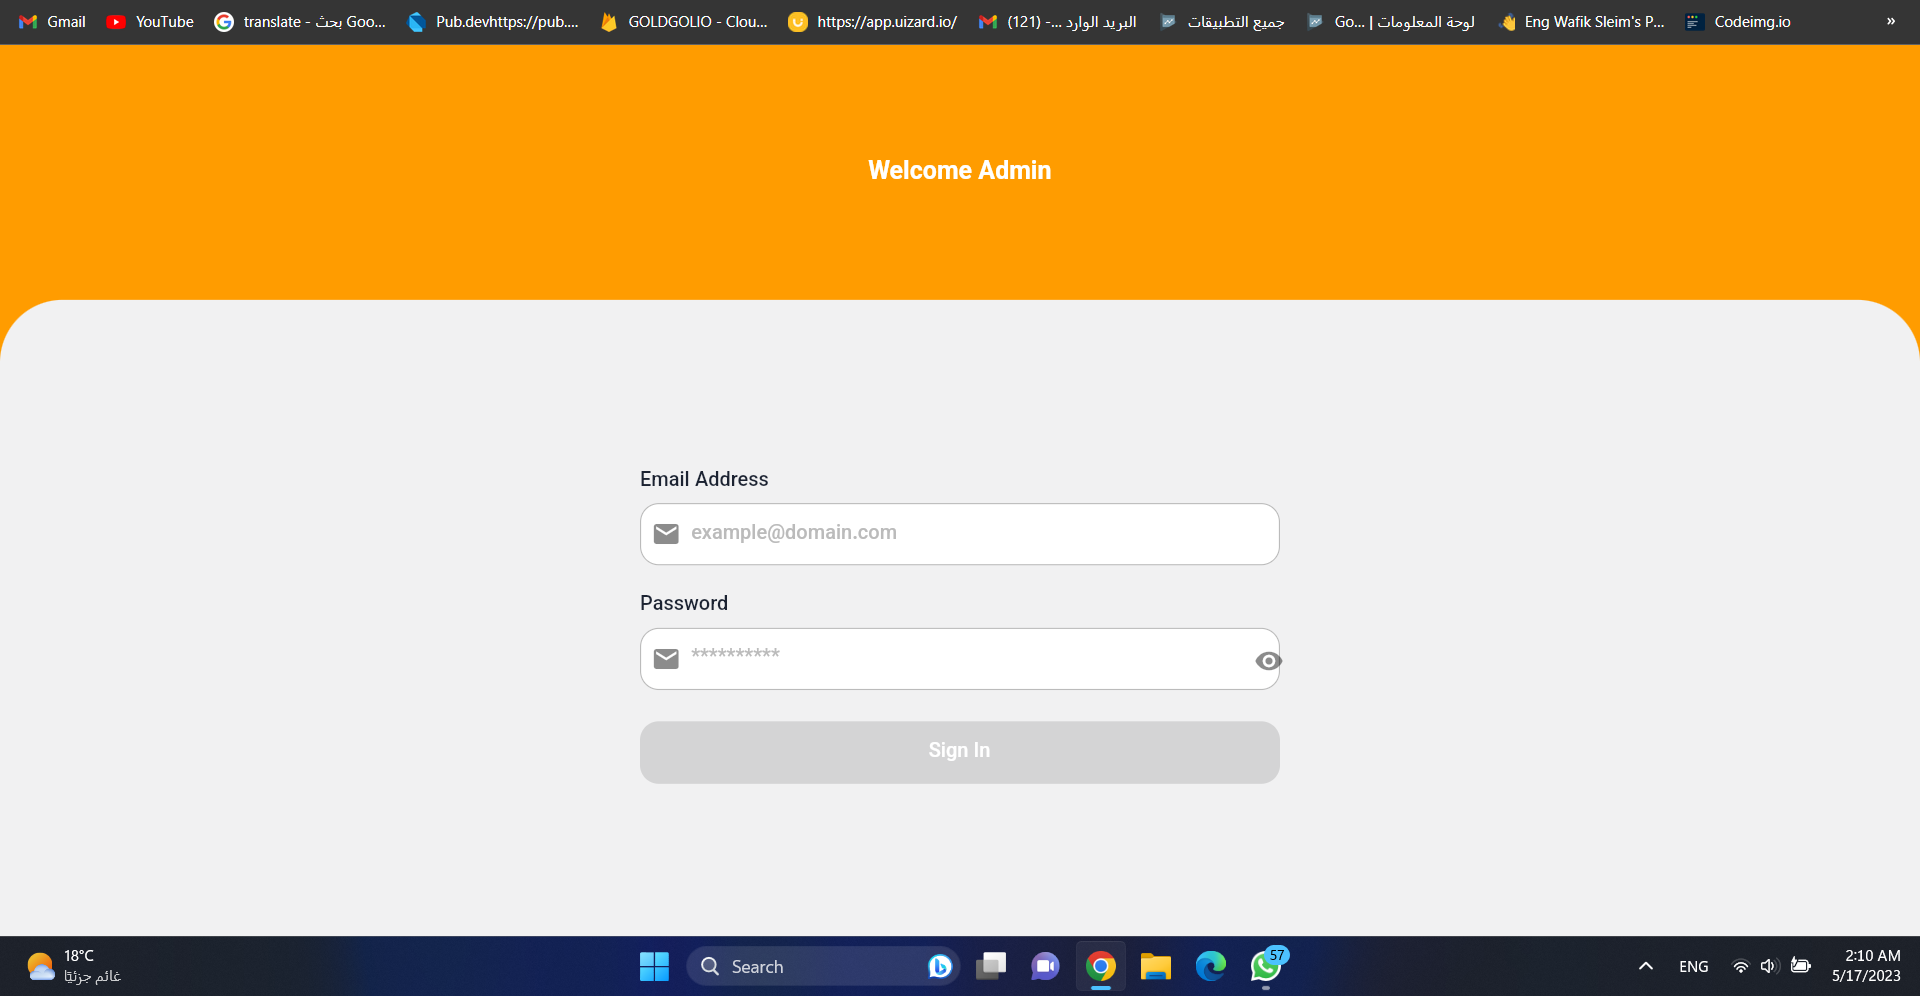 Gmail
YouTube
translate - بحث Goo...
Pub.devhttps://pub....
GOLDGOLIO - Clou...
https://app.uizard.io/
(121) -... البريد الوارد
جميع التطبيقات
Go... | لوحة المعلومات
Eng Wafik Sleim's P...
Codeimg.io
»
Welcome Admin
Email Address
example@domain.com
Password
**********
Sign In
18°C
غائم جزئيًا
Search
57
ENG
2:10 AM
5/17/2023